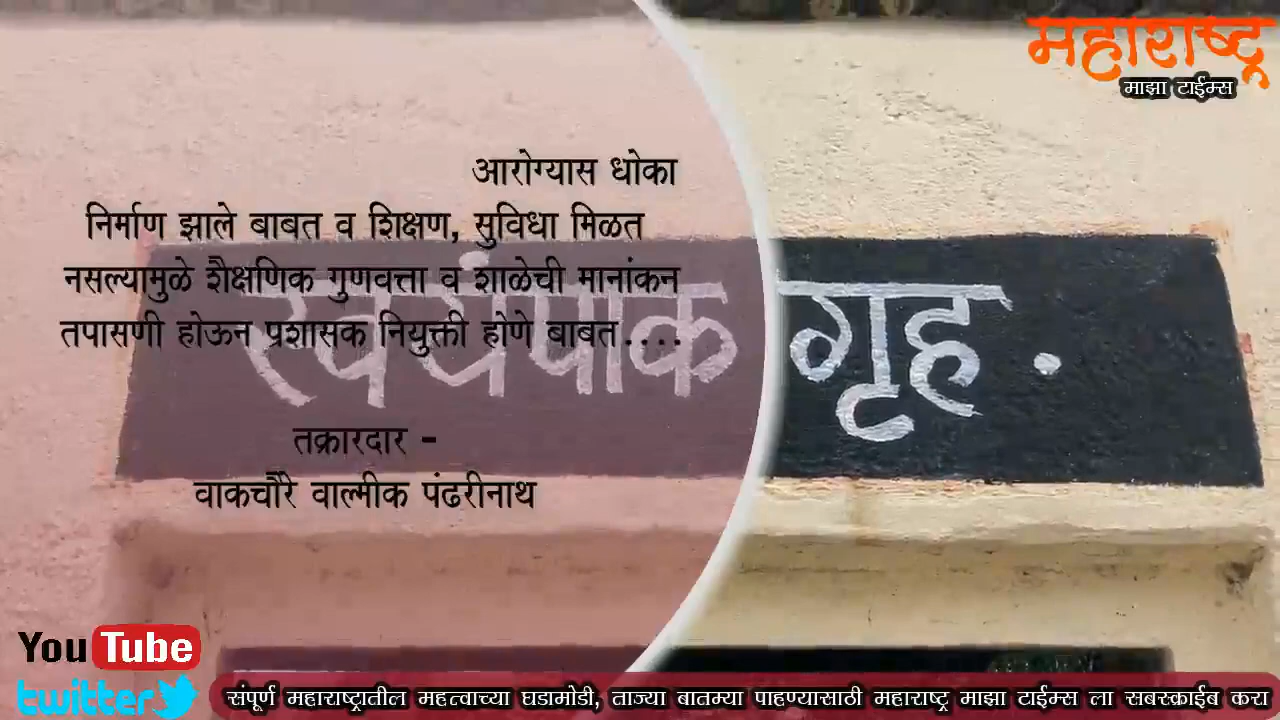 महाराष्ट्र
माझा टाईम्स
आरोग्यास धोका
निर्माण झाले बाबत व शिक्षण, सुविधा मिळत
नसल्यामुळे शैक्षणिक गुणवत्ता व शाळेची मानांकन
तपासणी होऊन प्रशासक नियुक्ती होणे बाबत....
स्वयंपाक गृह .
तक्रारदार -
वाकचौरे वाल्मीक पंढरीनाथ
YouTube
twitter
संपूर्ण महाराष्ट्रातील महत्वाच्या घडामोडी, ताज्या बातम्या पाहण्यासाठी महाराष्ट्र माझा टाईम्स ला सबस्क्राईब करा